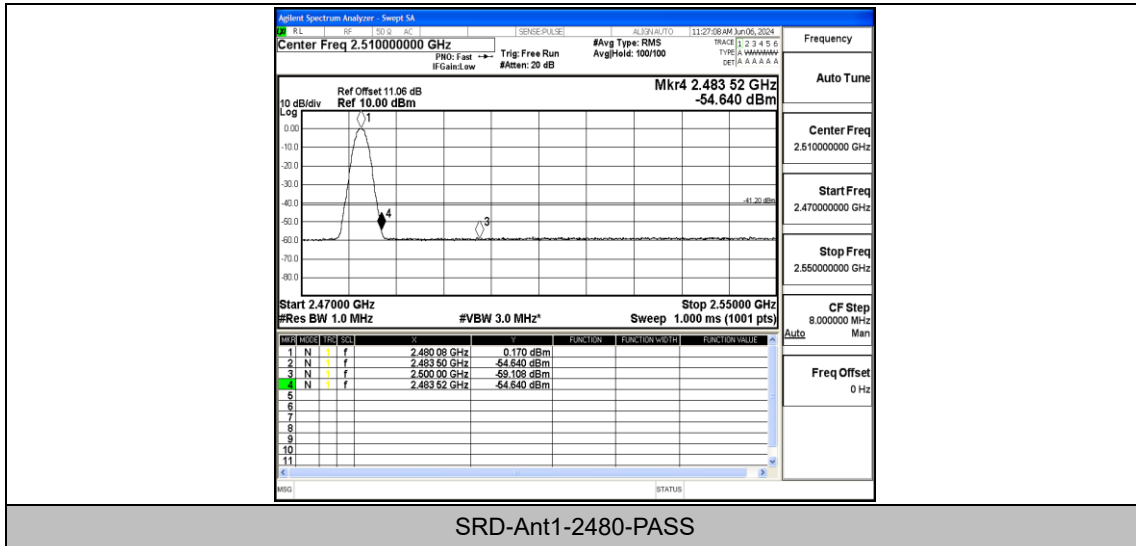 Agilent Spectrum Analyzer - Swept SA
RL RF 50 Ω AC SENSE:PULSE ALIGN AUTO 11:27:08 AM Jun 06, 2024
Center Freq 2.510000000 GHz #Avg Type: RMS TRACE 1 2 3 4 5 6
PNO: Fast Trig: Free Run Avg|Hold: 100/100 TYPE A WWWWW
IFGain:Low #Atten: 20 dB DET A A A A A A
Frequency
Auto Tune
Mkr4 2.483 52 GHz
-54.640 dBm
Ref Offset 11.06 dB
10 dB/div Ref 10.00 dBm
Log
1
0.00
-10.0
-20.0
-30.0
-40.0
-41.20 dBm
-50.0
4
3
-60.0
-70.0
-80.0
Start 2.47000 GHz Stop 2.55000 GHz
#Res BW 1.0 MHz #VBW 3.0 MHz* Sweep 1.000 ms (1001 pts)
Center Freq
2.510000000 GHz
Start Freq
2.470000000 GHz
Stop Freq
2.550000000 GHz
CF Step
8.000000 MHz
Auto Man
Freq Offset
0 Hz
MKR MODE TRC SCL X Y FUNCTION FUNCTION WIDTH FUNCTION VALUE
1 N 1 f 2.480 08 GHz 0.170 dBm
2 N 1 f 2.483 50 GHz -54.640 dBm
3 N 1 f 2.500 00 GHz -59.108 dBm
4 N 1 f 2.483 52 GHz -54.640 dBm
5
6
7
8
9
10
11
MSG STATUS
SRD-Ant1-2480-PASS